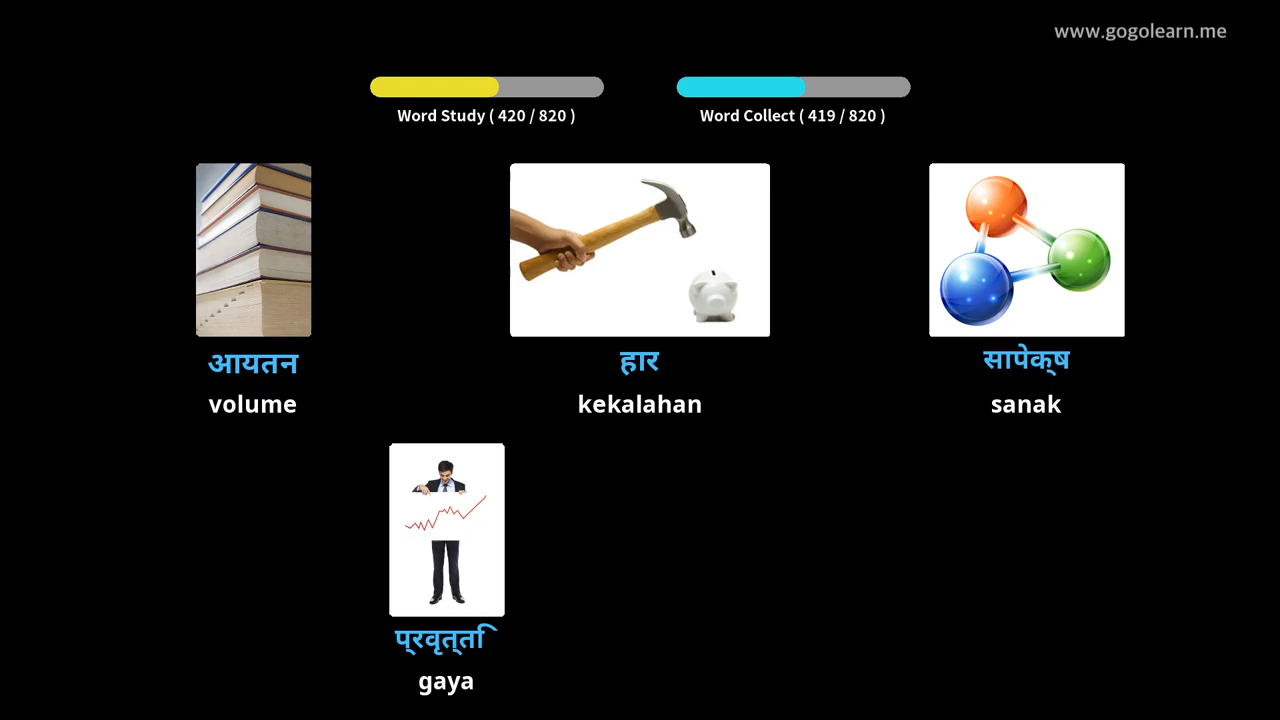 www.gogolearn.me
Word Study ( 420 / 820 )
Word Collect ( 419 / 820 )
आयतन
volume
हार
kekalahan
सापेक्ष
sanak
प्रवृत्ति
gaya